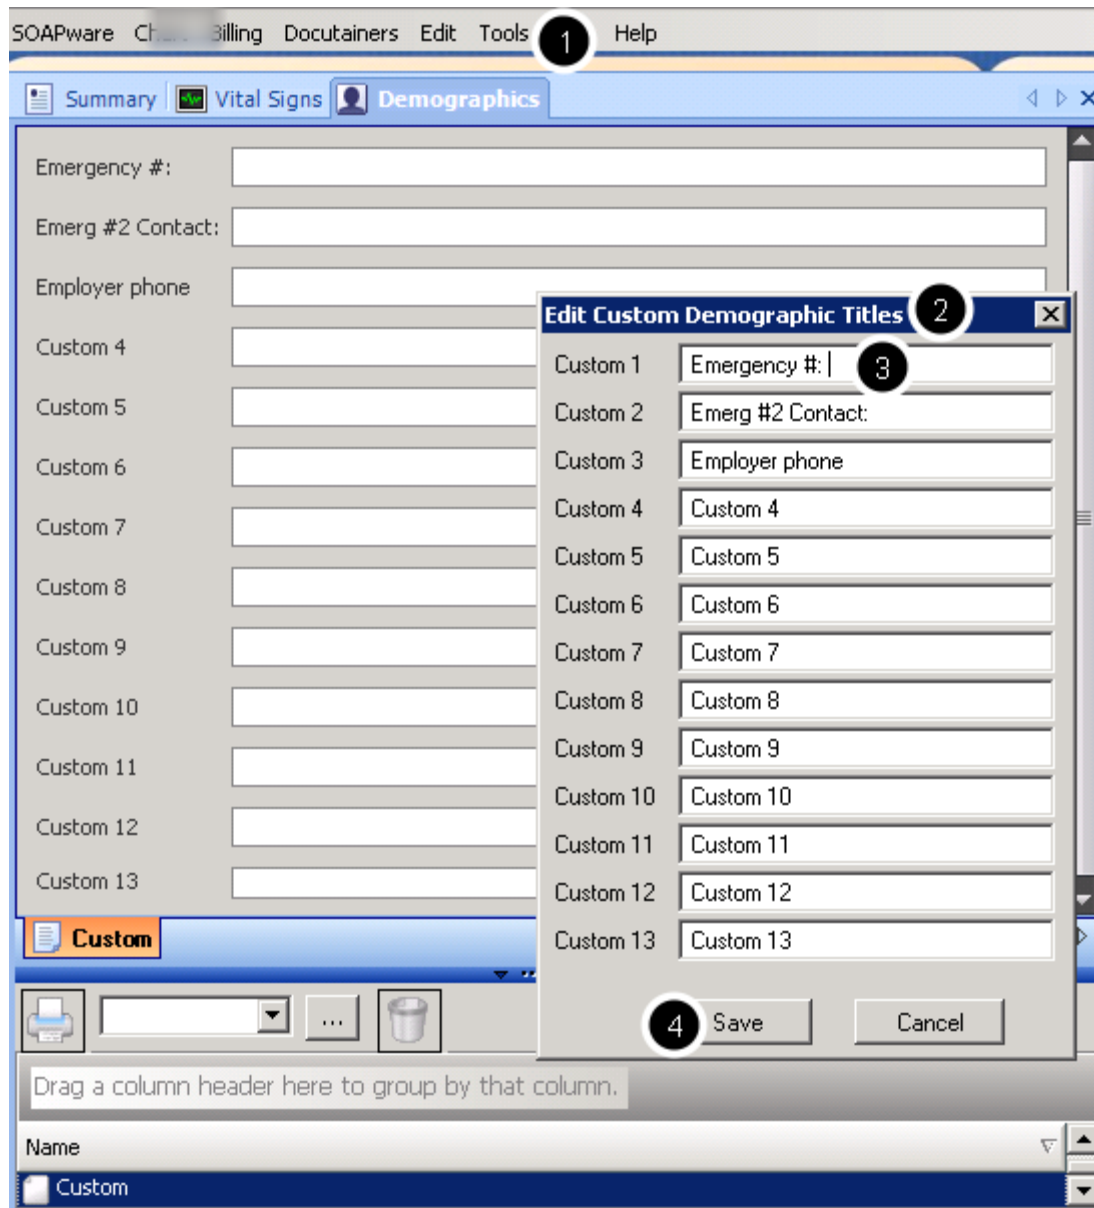 SOAPware Billing Docutainers Edit Tools 1 Help
Summary Vital Signs Demographics
Emergency #:
Emerg #2 Contact:
Employer phone
Custom 4
Custom 5
Custom 6
Custom 7
Custom 8
Custom 9
Custom 10
Custom 11
Custom 12
Custom 13
Edit Custom Demographic Titles 2
Custom 1 Emergency #: 3
Custom 2 Emerg #2 Contact:
Custom 3 Employer phone
Custom 4 Custom 4
Custom 5 Custom 5
Custom 6 Custom 6
Custom 7 Custom 7
Custom 8 Custom 8
Custom 9 Custom 9
Custom 10 Custom 10
Custom 11 Custom 11
Custom 12 Custom 12
Custom 13 Custom 13
4 Save Cancel
Custom
...
Drag a column header here to group by that column.
Name
Custom